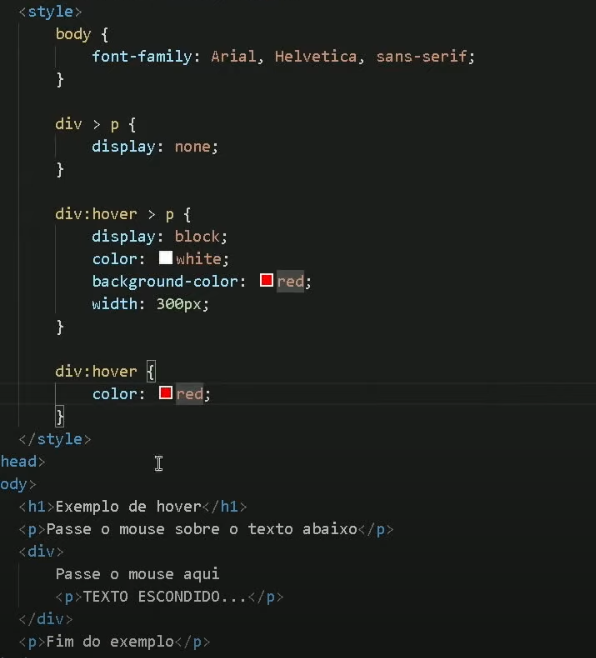 <style>
body {
font-family: Arial, Helvetica, sans-serif;
}
div > p {
display: none;
}
div:hover > p {
display: block;
color: white;
background-color: red;
width: 300px;
}
div:hover {
color: red;
}
</style>
head>
ody>
<h1>Exemplo de hover</h1>
<p>Passe o mouse sobre o texto abaixo</p>
<div>
Passe o mouse aqui
<p>TEXTO ESCONDIDO...</p>
</div>
<p>Fim do exemplo</p>